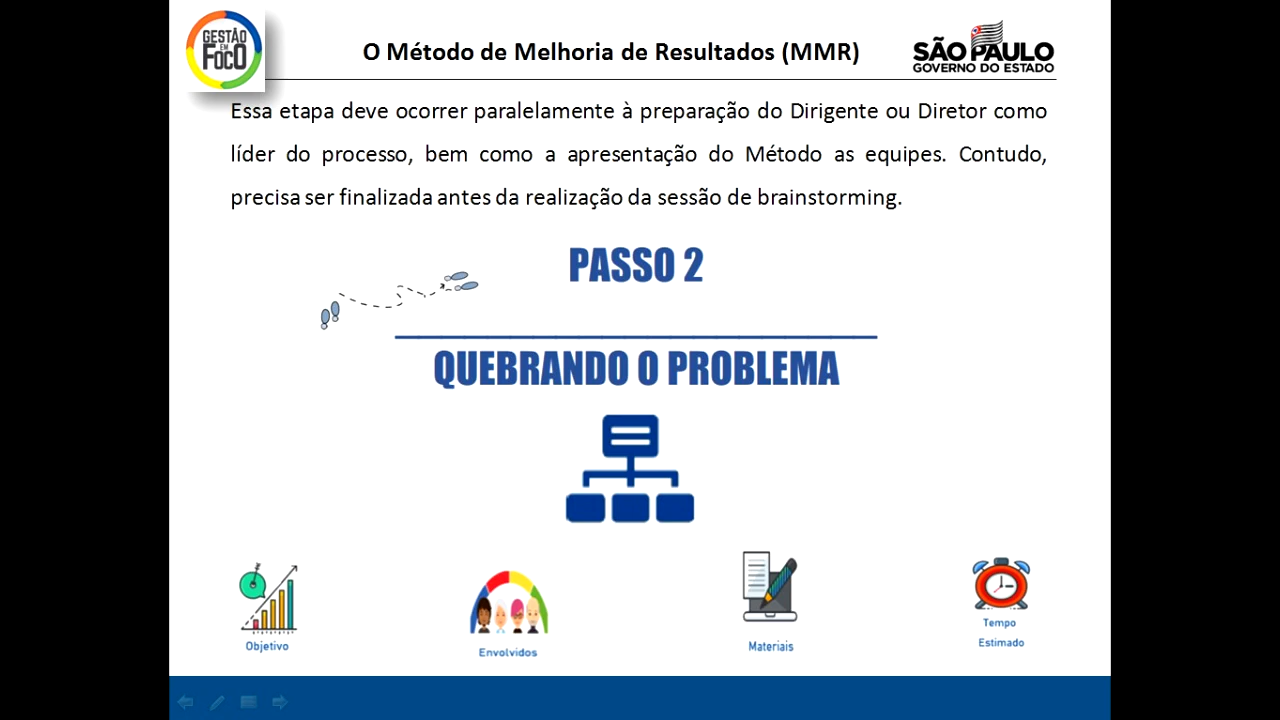 GESTÃO
EM
FOCO
O Método de Melhoria de Resultados (MMR)
SÃO PAULO
GOVERNO DO ESTADO
Essa etapa deve ocorrer paralelamente à preparação do Dirigente ou Diretor como
líder do processo, bem como a apresentação do Método as equipes. Contudo,
precisa ser finalizada antes da realização da sessão de brainstorming.
PASSO 2
QUEBRANDO O PROBLEMA
Objetivo
Envolvidos
Materiais
Tempo
Estimado